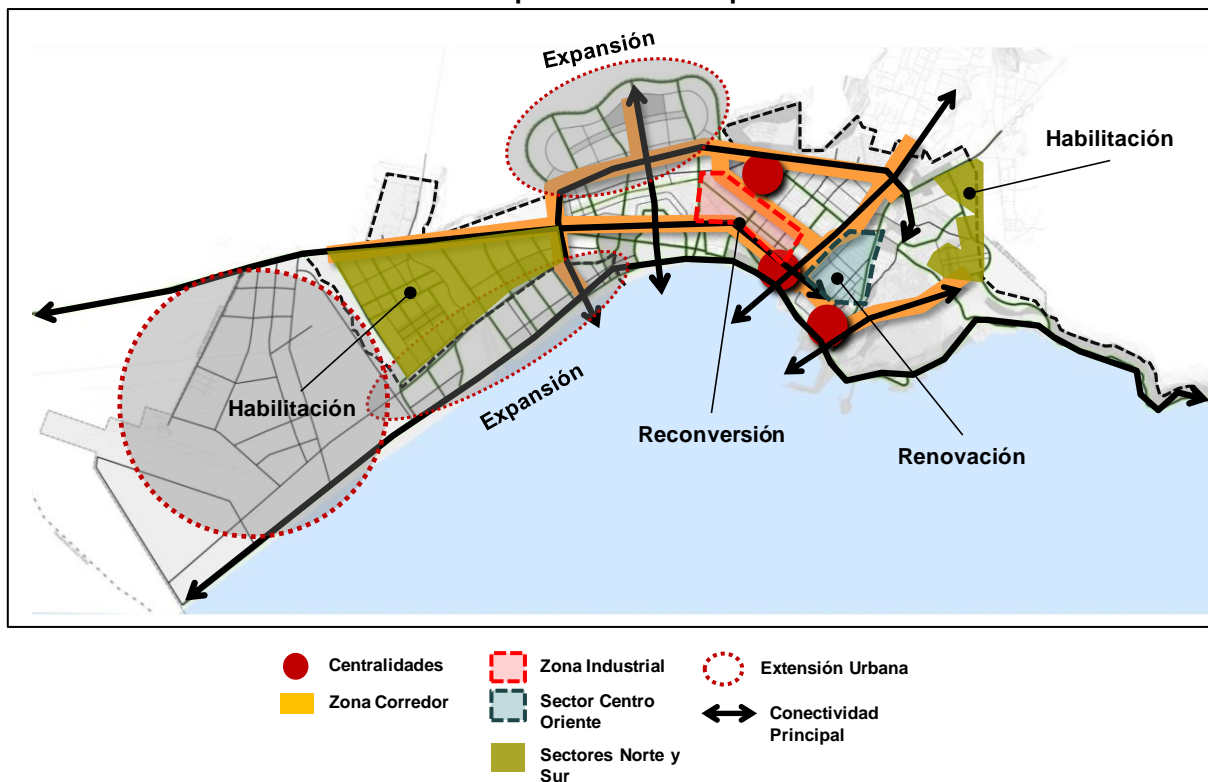 Expansión
Habilitación
Habilitación
Expansión
Reconversión
Renovación
Centralidades
Zona Corredor
Zona Industrial
Sector Centro
Oriente
Sectores Norte y
Sur
Extensión Urbana
Conectividad
Principal